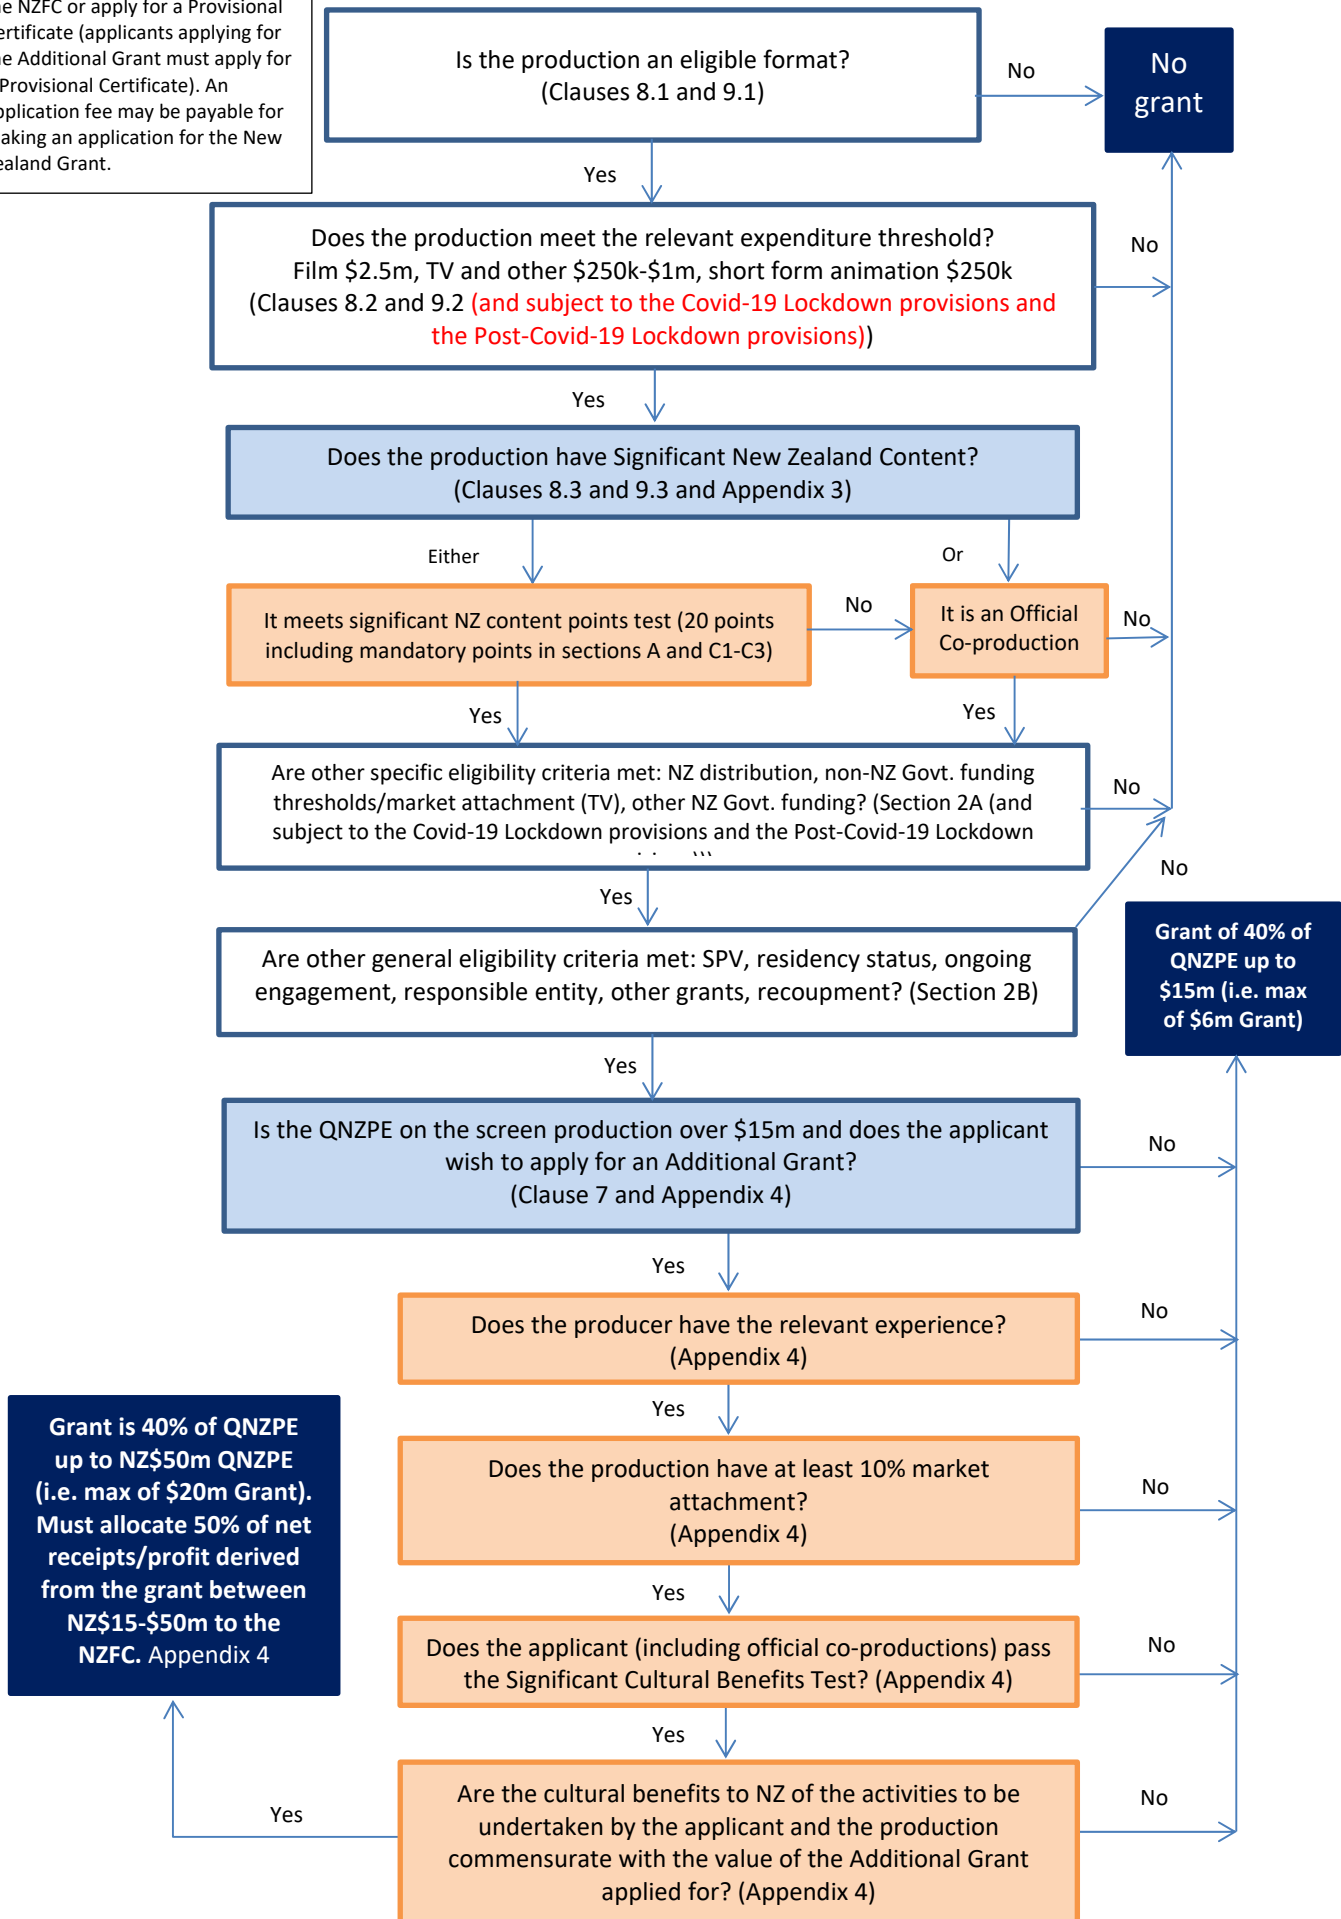 the NZFC or apply for a Provisional
ertificate (applicants applying for
he Additional Grant must apply for
Provisional Certificate). An
pplication fee may be payable for
aking an application for the New
ealand Grant.
Is the production an eligible format?
(Clauses 8.1 and 9.1)
No
No
grant
Yes
Does the production meet the relevant expenditure threshold?
Film $2.5m, TV and other $250k-$1m, short form animation $250k
(Clauses 8.2 and 9.2 (and subject to the Covid-19 Lockdown provisions and
the Post-Covid-19 Lockdown provisions))
No
Yes
Does the production have Significant New Zealand Content?
(Clauses 8.3 and 9.3 and Appendix 3)
Either
Or
It meets significant NZ content points test (20 points
including mandatory points in sections A and C1-C3)
No
It is an Official
Co-production
No
Yes
Yes
Are other specific eligibility criteria met: NZ distribution, non-NZ Govt. funding
thresholds/market attachment (TV), other NZ Govt. funding? (Section 2A (and
subject to the Covid-19 Lockdown provisions and the Post-Covid-19 Lockdown
No
Yes
No
Are other general eligibility criteria met: SPV, residency status, ongoing
engagement, responsible entity, other grants, recoupment? (Section 2B)
Grant of 40% of
QNZPE up to
$15m (i.e. max
of $6m Grant)
Yes
Is the QNZPE on the screen production over $15m and does the applicant
wish to apply for an Additional Grant?
(Clause 7 and Appendix 4)
No
Yes
Does the producer have the relevant experience?
(Appendix 4)
No
Yes
Does the production have at least 10% market
attachment?
(Appendix 4)
No
Grant is 40% of QNZPE
up to NZ$50m QNZPE
(i.e. max of $20m Grant).
Must allocate 50% of net
receipts/profit derived
from the grant between
NZ$15-$50m to the
NZFC. Appendix 4
Yes
Does the applicant (including official co-productions) pass
the Significant Cultural Benefits Test? (Appendix 4)
No
Yes
Are the cultural benefits to NZ of the activities to be
undertaken by the applicant and the production
commensurate with the value of the Additional Grant
applied for? (Appendix 4)
No
Yes